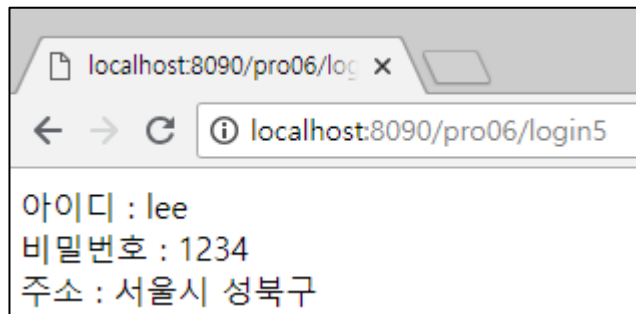 localhost:8090/pro06/log
localhost:8090/pro06/login5
아이디 : lee
비밀번호 : 1234
주소 : 서울시 성북구